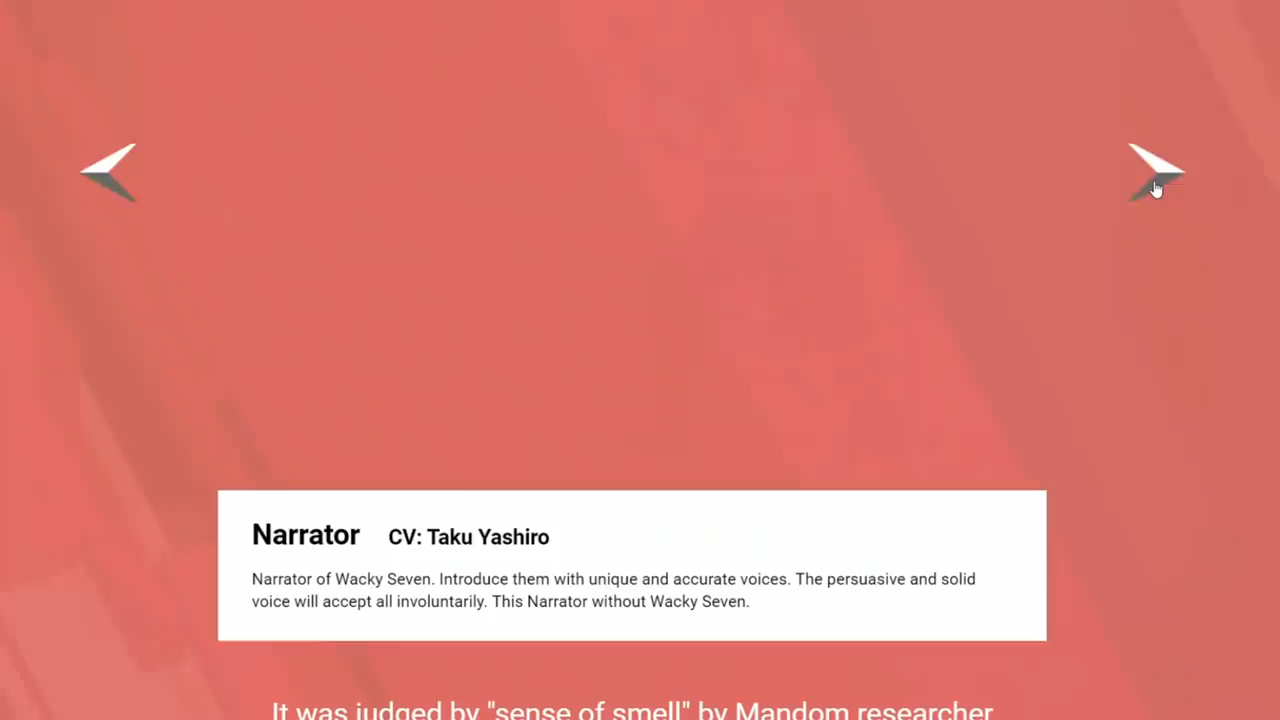 Narrator CV: Taku Yashiro
Narrator of Wacky Seven. Introduce them with unique and accurate voices. The persuasive and solid
voice will accept all involuntarily. This Narrator without Wacky Seven.
It was judged by "sense of smell" by Mandom researcher